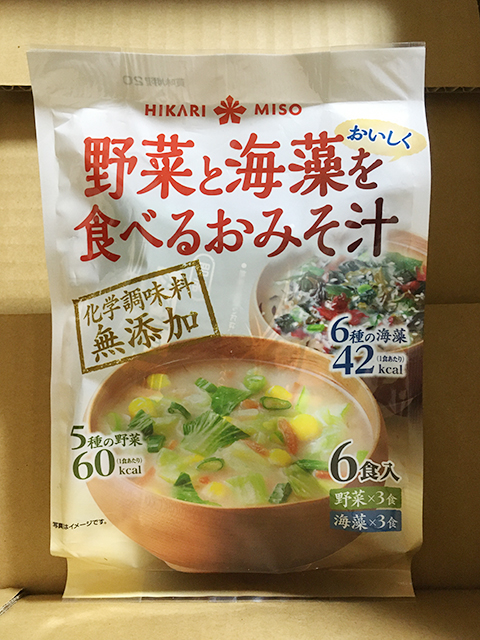 HIKARI MISO
おいしく
野菜と海藻を
食べるおみそ汁
化学調味料
無添加
6種の海藻
42(1食あたり)kcal
5種の野菜
60(1食あたり)kcal
6食入
野菜×3食
海藻×3食
写真はイメージです。